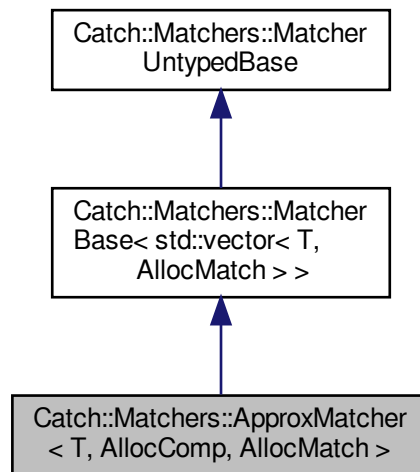 Catch::Matchers::Matcher
UntypedBase
Catch::Matchers::Matcher
Base< std::vector< T,
AllocMatch > >
Catch::Matchers::ApproxMatcher
< T, AllocComp, AllocMatch >